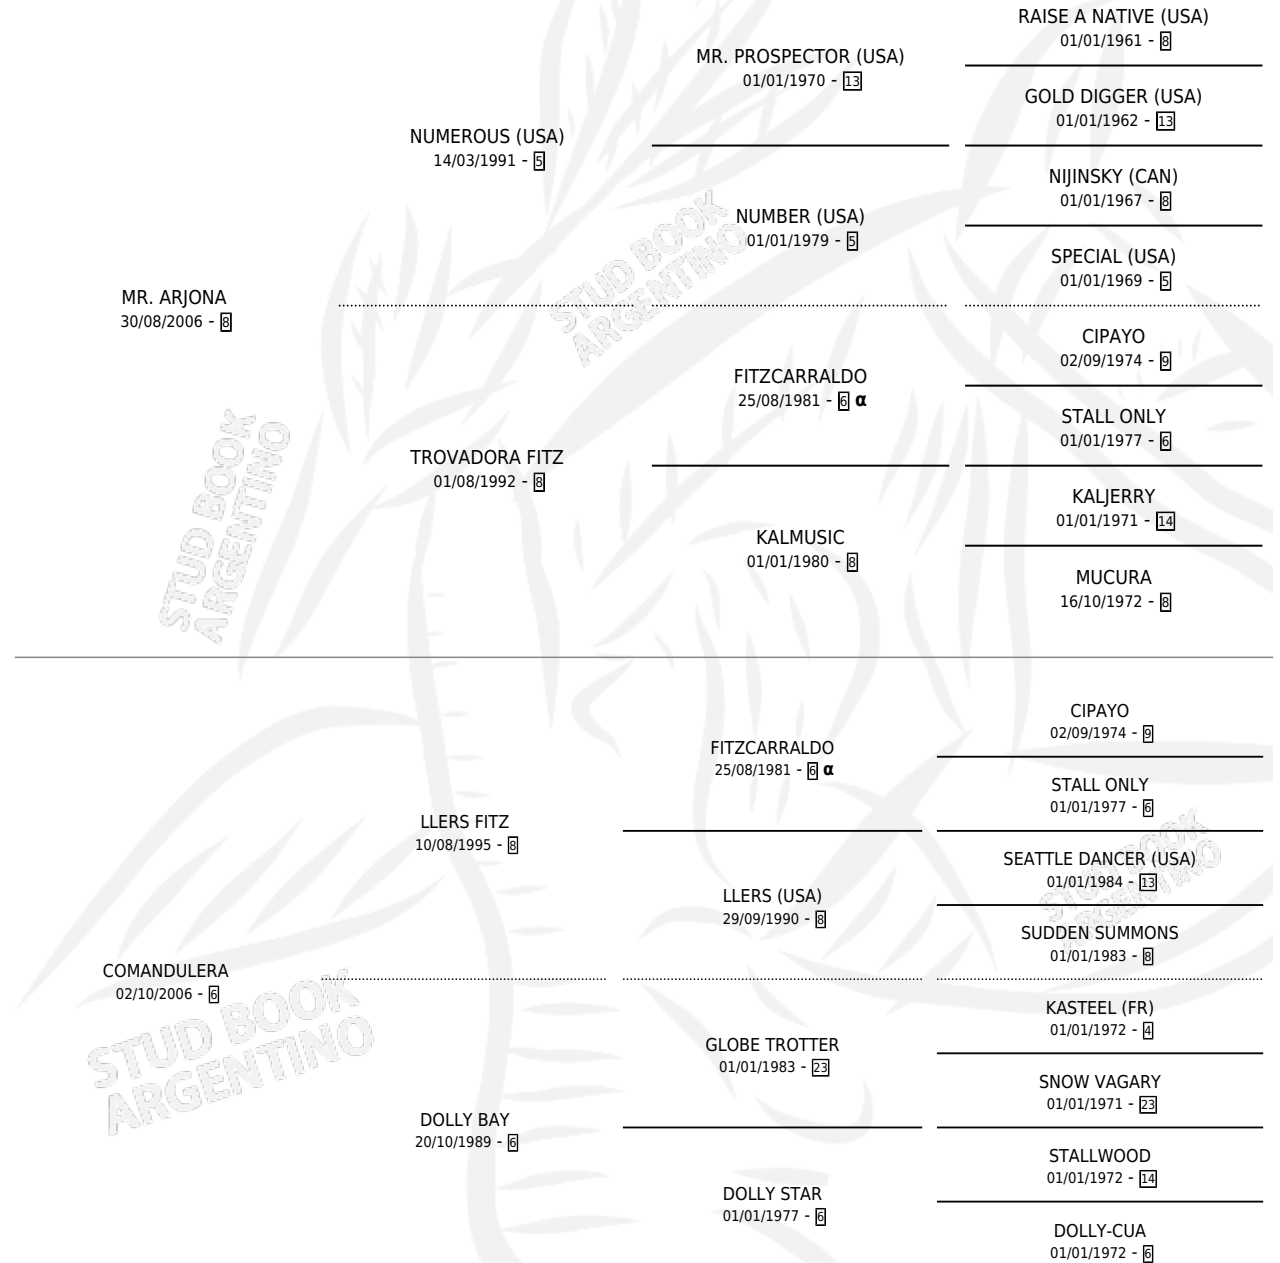 RAISE A NATIVE (USA)
01/01/1961 - 8
MR. PROSPECTOR (USA)
01/01/1970 - 13
GOLD DIGGER (USA)
01/01/1962 - 13
NUMEROUS (USA)
14/03/1991 - 5
NIJINSKY (CAN)
01/01/1967 - 8
NUMBER (USA)
01/01/1979 - 5
SPECIAL (USA)
01/01/1969 - 5
MR. ARJONA
30/08/2006 - 8
CIPAYO
02/09/1974 - 9
FITZCARRALDO
25/08/1981 - 6 α
STALL ONLY
01/01/1977 - 6
TROVADORA FITZ
01/08/1992 - 8
KALJERRY
01/01/1971 - 14
KALMUSIC
01/01/1980 - 8
MUCURA
16/10/1972 - 8
CIPAYO
02/09/1974 - 9
FITZCARRALDO
25/08/1981 - 6 α
STALL ONLY
01/01/1977 - 6
LLERS FITZ
10/08/1995 - 8
SEATTLE DANCER (USA)
01/01/1984 - 13
LLERS (USA)
29/09/1990 - 8
SUDDEN SUMMONS
01/01/1983 - 8
COMANDULERA
02/10/2006 - 6
KASTEEL (FR)
01/01/1972 - 4
GLOBE TROTTER
01/01/1983 - 23
SNOW VAGARY
01/01/1971 - 23
DOLLY BAY
20/10/1989 - 6
STALLWOOD
01/01/1972 - 14
DOLLY STAR
01/01/1977 - 6
DOLLY-CUA
01/01/1972 - 6
STUD BOOK
ARGENTINO
STUD BOOK
ARGENTINO
STUD BOOK
ARGENTINO
STUD BOOK
ARGENTINO